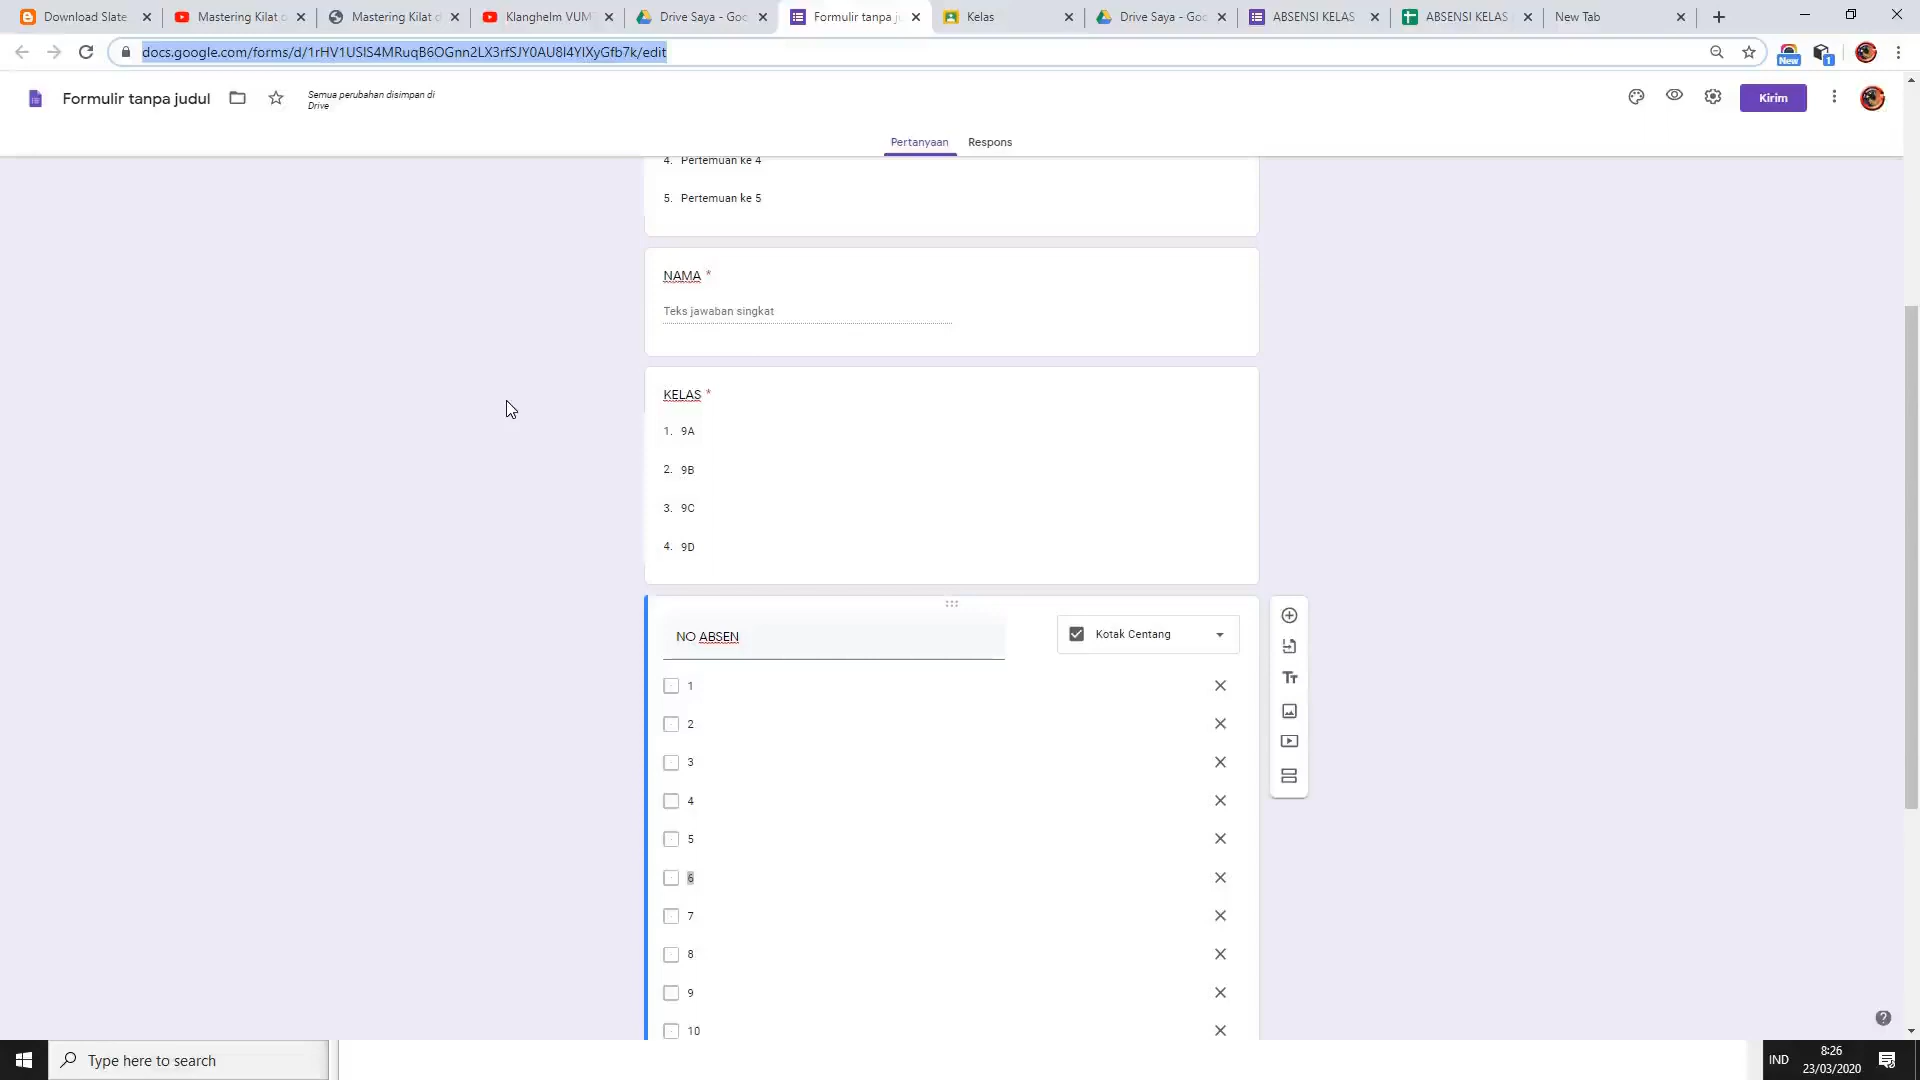 Download Slate
Mastering Kilat d
Mastering Kilat d
Klanghelm VUMT
Drive Saya - Goo
Formulir tanpa ju
Kelas
Drive Saya - Goo
ABSENSI KELAS
ABSENSI KELAS
New Tab
docs.google.com/forms/d/1rHV1USlS4MRuqB6OGnn2LX3rfSJY0AU8I4YlXyGfb7k/edit
New
1
Formulir tanpa judul
Semua perubahan disimpan di
Drive
Kirim
Pertanyaan
Respons
4. Pertemuan ke 4
5. Pertemuan ke 5
NAMA *
Teks jawaban singkat
KELAS *
1. 9A
2. 9B
3. 9C
4. 9D
NO ABSEN
Kotak Centang
1
2
3
4
5
6
7
8
9
10
Type here to search
IND
8:26
23/03/2020